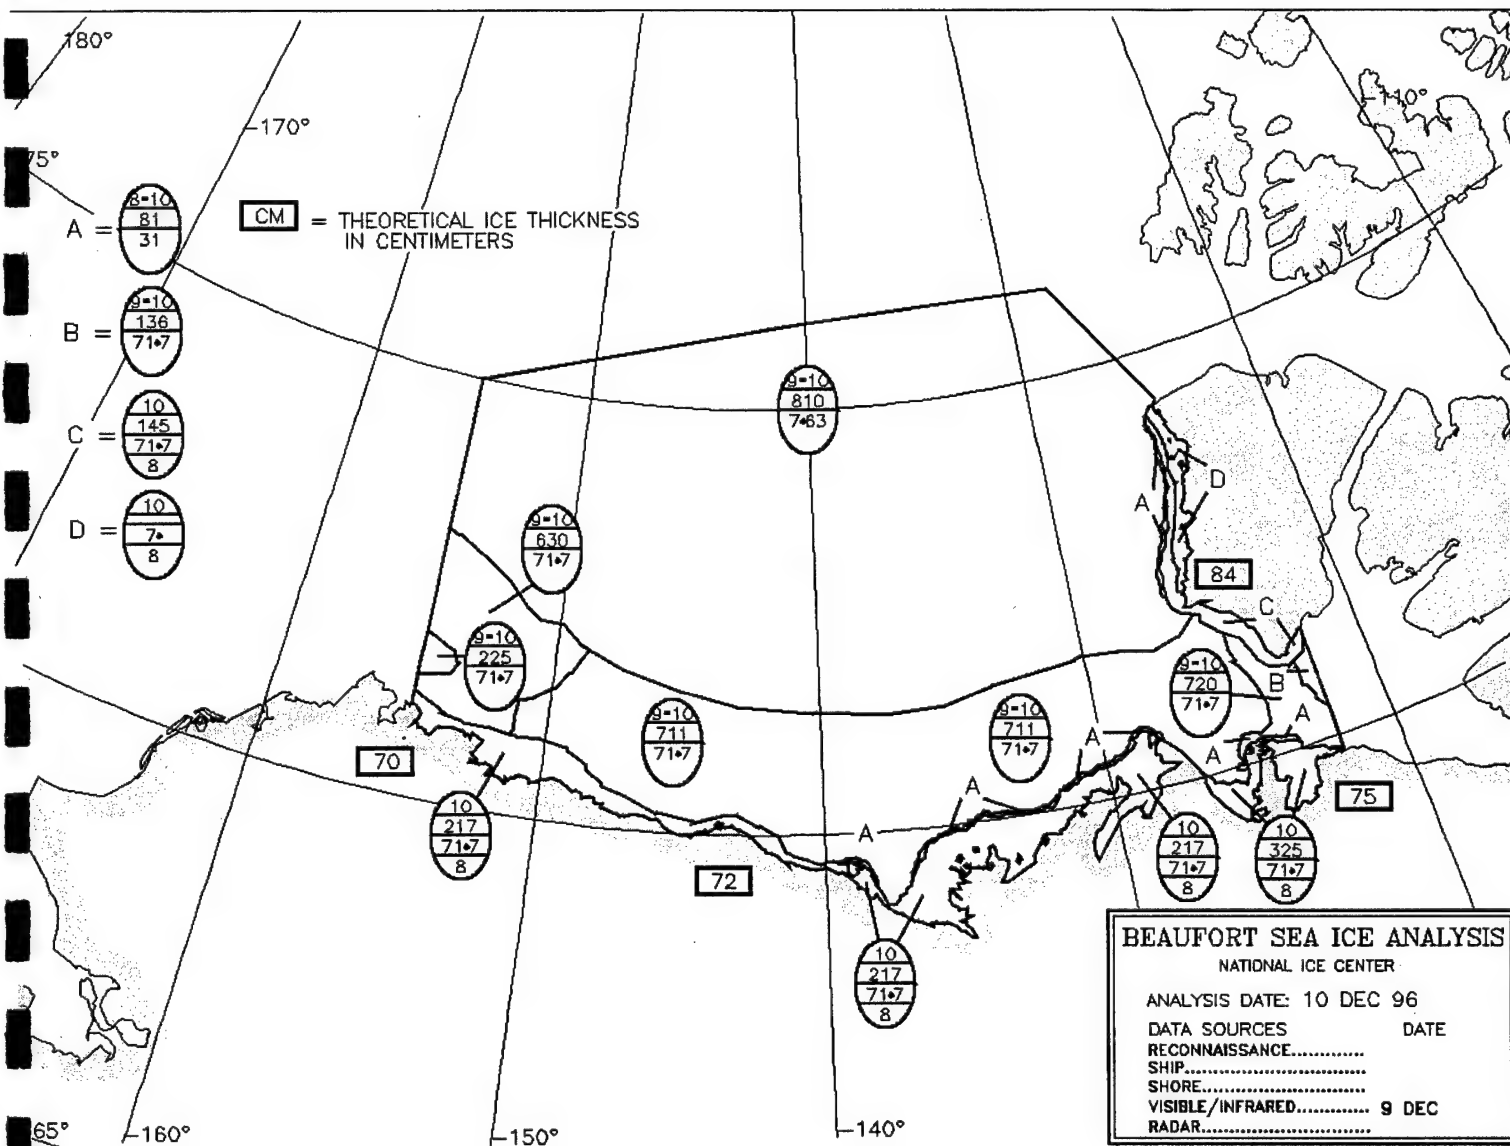 180°
-170°
75°
-110°
A = 8-10
81
31
CM = THEORETICAL ICE THICKNESS
IN CENTIMETERS
B = 9-10
136
71•7
C = 10
145
71•7
8
D = 10
7•
8
9-10
810
7•63
9-10
630
71•7
9-10
225
71•7
9-10
711
71•7
9-10
711
71•7
9-10
720
71•7
A
D
84
C
B
A
A
A
A
A
70
72
75
10
217
71•7
8
10
217
71•7
8
10
217
71•7
8
10
325
71•7
8
BEAUFORT SEA ICE ANALYSIS
NATIONAL ICE CENTER
ANALYSIS DATE: 10 DEC 96
DATA SOURCES DATE
RECONNAISSANCE.............
SHIP...................................
SHORE................................
VISIBLE/INFRARED.............. 9 DEC
RADAR.................................
65°
-160°
-150°
-140°